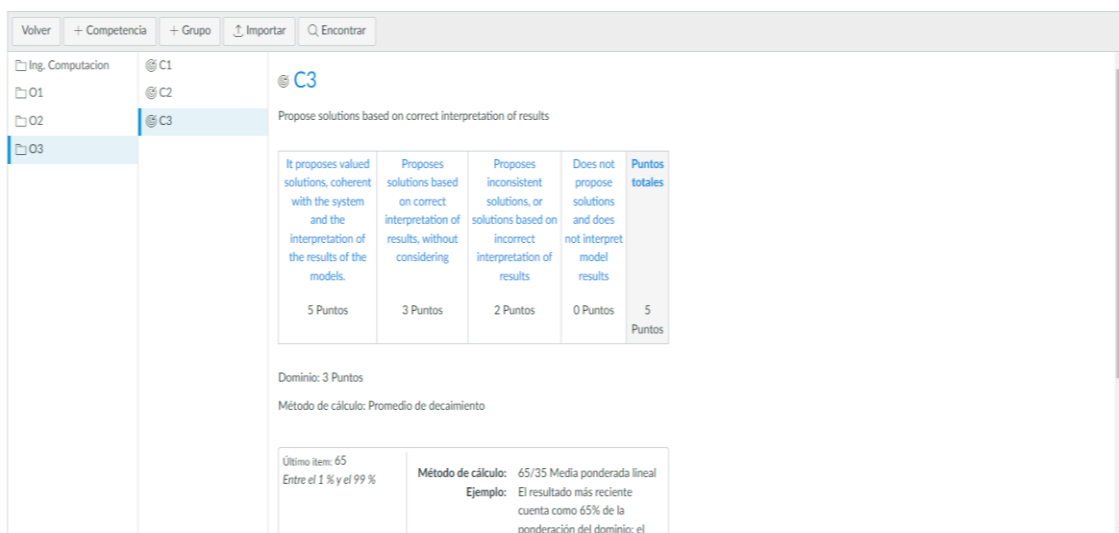 Volver + Competencia + Grupo Importar Encontrar
Ing. Computacion
O1
O2
O3
C1
C2
C3
C3
Propose solutions based on correct interpretation of results
It proposes valued
solutions, coherent
with the system
and the
interpretation of
the results of the
models.
5 Puntos
Proposes
solutions based
on correct
interpretation of
results, without
considering
3 Puntos
Proposes
inconsistent
solutions, or
solutions based on
incorrect
interpretation of
results
2 Puntos
Does not
propose
solutions
and does
not interpret
model
results
0 Puntos
Puntos
totales
5
Puntos
Dominio: 3 Puntos
Método de cálculo: Promedio de decaimiento
Último ítem: 65
Entre el 1 % y el 99 %
Método de cálculo: 65/35 Media ponderada lineal
Ejemplo: El resultado más reciente
cuenta como 65% de la
ponderación del dominio; el